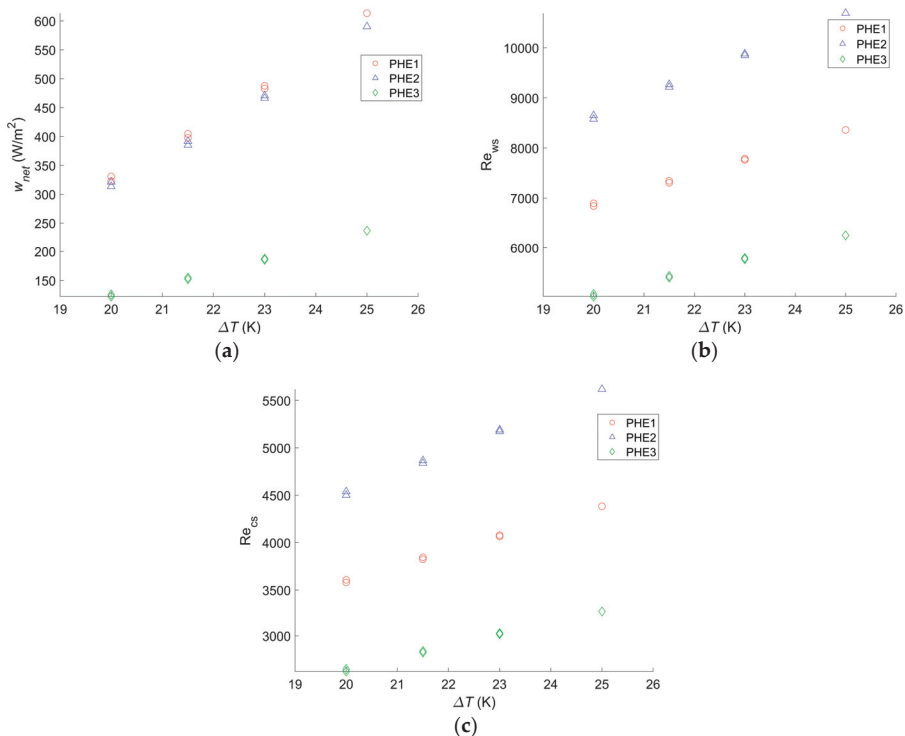 600
550
500
450
400
350
300
250
200
150
w_net (W/m²)
PHE1
PHE2
PHE3
19 20 21 22 23 24 25 26
ΔT (K)
(a)
10000
9000
8000
7000
6000
Re_ws
PHE1
PHE2
PHE3
19 20 21 22 23 24 25 26
ΔT (K)
(b)
5500
5000
4500
4000
3500
3000
Re_cs
PHE1
PHE2
PHE3
19 20 21 22 23 24 25 26
ΔT (K)
(c)